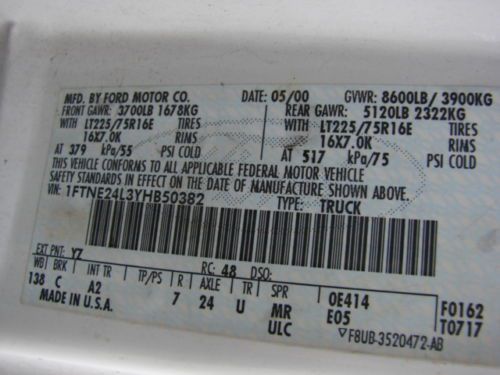 MFD. BY FORD MOTOR CO. DATE: 05/00 GVWR: 8600LB/ 3900KG
FRONT GAWR: 3700LB 1678KG REAR GAWR: 5120LB 2322KG
WITH LT225/75R16E TIRES WITH LT225/75R16E TIRES
16X7.0K RIMS 16X7.0K RIMS
AT 379 kPa/55 PSI COLD AT 517 kPa/75 PSI COLD
THIS VEHICLE CONFORMS TO ALL APPLICABLE FEDERAL MOTOR VEHICLE
SAFETY STANDARDS IN EFFECT ON THE DATE OF MANUFACTURE SHOWN ABOVE.
1FTNE24L3YHB50382 TYPE: TRUCK
EXT PNT: Y7 RC: 48 DSO:
WB BRK INT TR TP/PS R AXLE TR SPR
138 C A2 7 24 U MR 0E414 F0162
MADE IN U.S.A. ULC E05 T0717
F8UB-3520472-AB